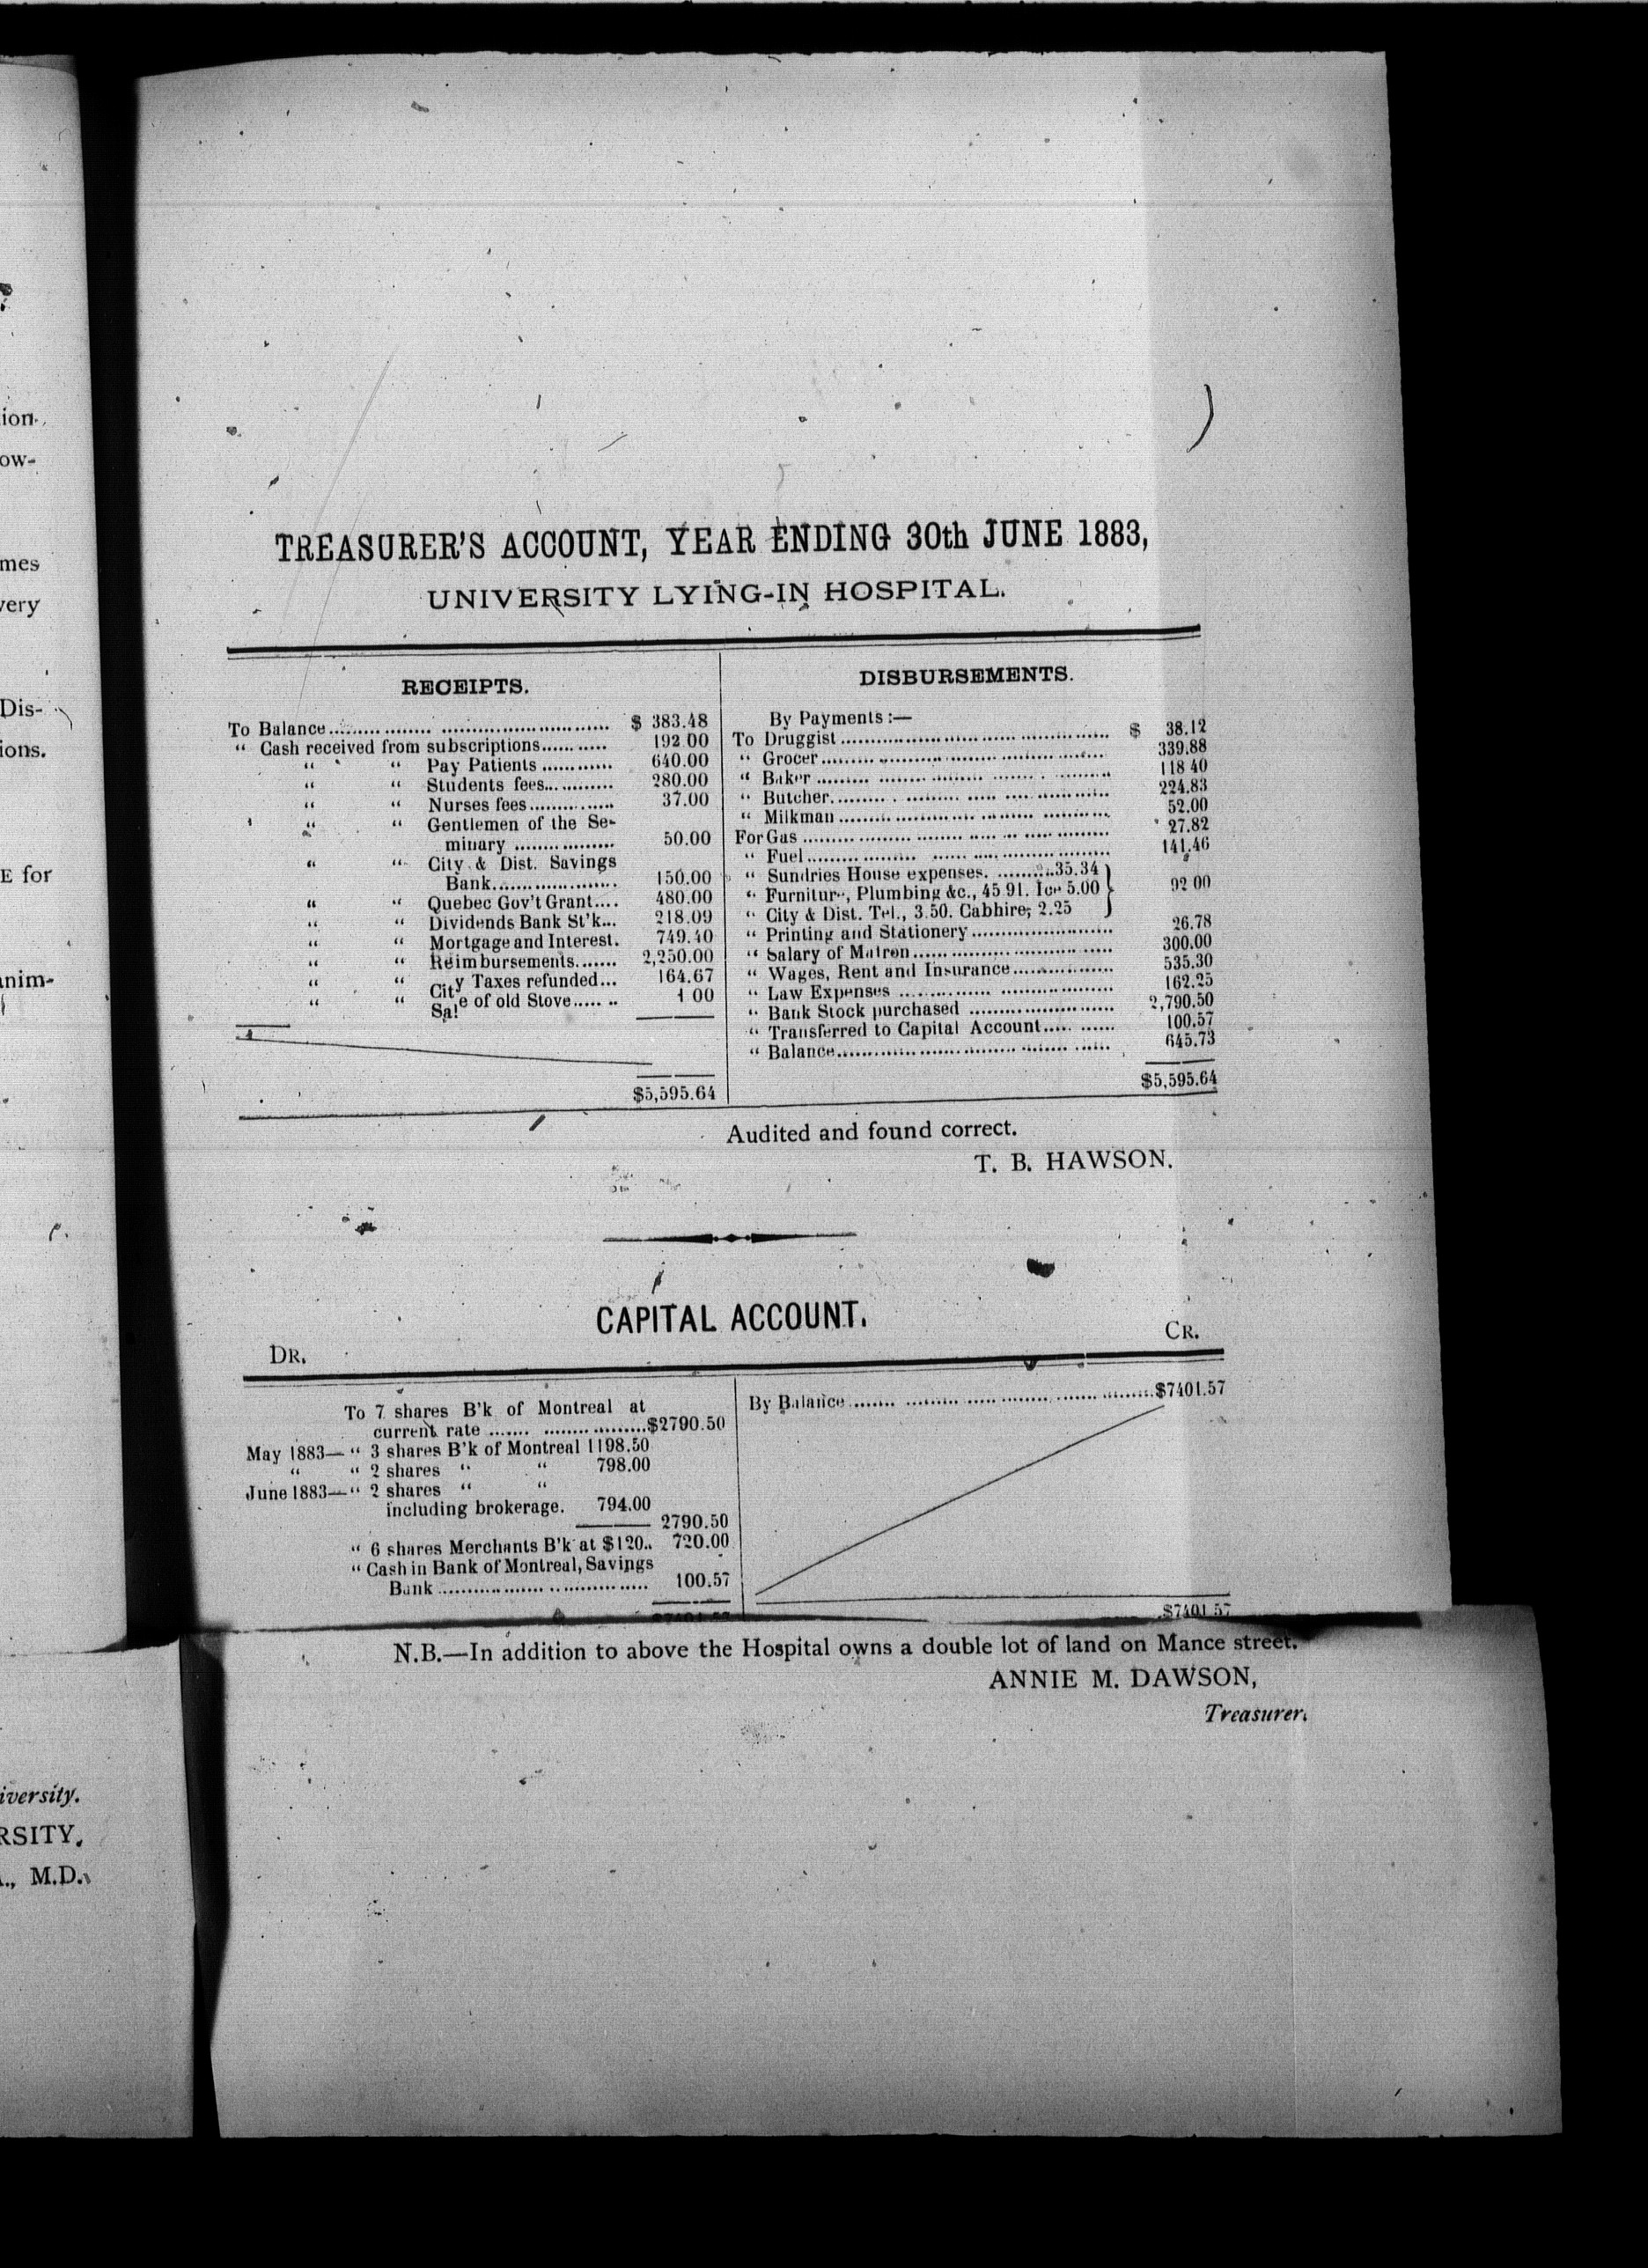 ion.
ow-
mes
very
Dis-
ions.
E for
anim-
iversity.
RSITY.
M.D.
TREASURER'S ACCOUNT, YEAR ENDING 30th JUNE 1883,
UNIVERSITY LYING-IN HOSPITAL.
RECEIPTS.
To Balance........ $ 383.48
“ Cash received from subscriptions........ 192.00
“ “ Pay Patients........ 640.00
“ “ Students fees........ 280.00
“ “ Nurses fees........ 37.00
“ “ Gentlemen of the Se-
minary........ 50.00
“ “ City & Dist. Savings
Bank........ 150.00
“ “ Quebec Gov't Grant.... 480.00
“ “ Dividends Bank St'k... 218.09
“ “ Mortgage and Interest. 749.40
“ “ Reimbursements....... 2,250.00
“ “ City Taxes refunded... 164.67
“ “ Sale of old Stove....... 1 00
$5,595.64
DISBURSEMENTS.
By Payments :—
To Druggist........ $ 38.12
“ Grocer........ 339.88
“ Baker........ 118 40
“ Butcher........ 224.83
“ Milkman........ 52.00
For Gas........ 27.82
“ Fuel........ 141.46
“ Sundries House expenses. ........35.34
“ Furniture, Plumbing &c., 45 91. Ice 5.00 } 92 00
“ City & Dist. Tel., 3.50. Cabhire, 2.25
“ Printing and Stationery........ 26.78
“ Salary of Matron........ 300.00
“ Wages, Rent and Insurance........ 535.30
“ Law Expenses........ 162.25
“ Bank Stock purchased........ 2,790.50
“ Transferred to Capital Account........ 100.57
“ Balance........ 645.73
$5,595.64
Audited and found correct.
T. B. HAWSON.
CAPITAL ACCOUNT.
DR.
CR.
To 7 shares B'k of Montreal at
current rate ........$2790.50
May 1883— “ 3 shares B'k of Montreal 1198.50
“ “ 2 shares “ “ 798.00
June 1883— “ 2 shares “ “
including brokerage. 794.00
2790.50
“ 6 shares Merchants B'k at $120.. 720.00
“ Cash in Bank of Montreal, Savings
Bank........ 100.57
$7401.57
By Balance........$7401.57
$7401.57
N.B.—In addition to above the Hospital owns a double lot of land on Mance street.
ANNIE M. DAWSON,
Treasurer.